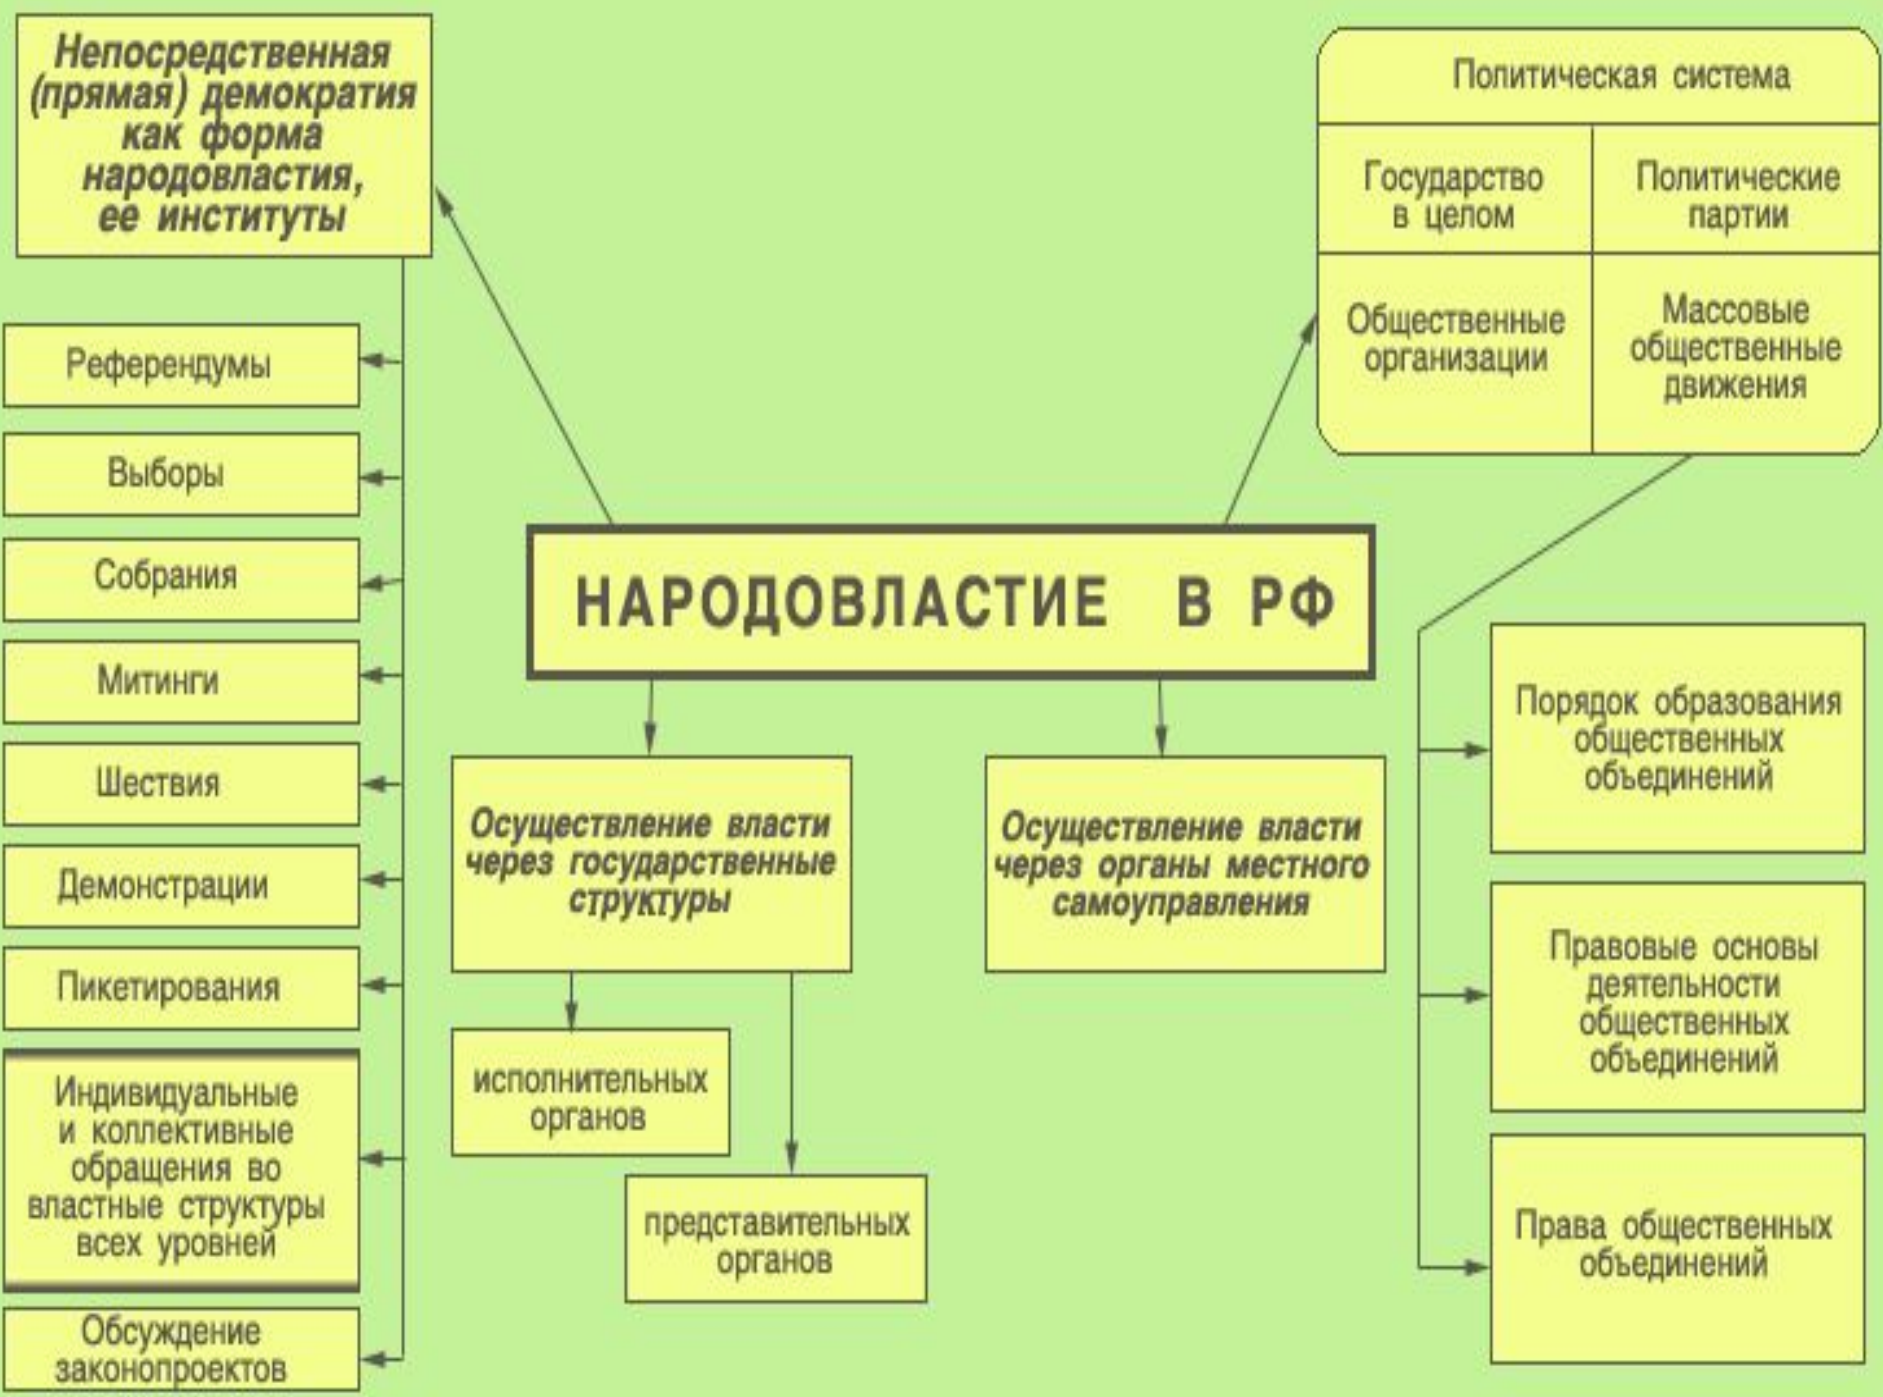 Непосредственная
(прямая) демократия
как форма
народовластия,
ее институты
Референдумы
Выборы
Собрания
Митинги
Шествия
Демонстрации
Пикетирования
Индивидуальные
и коллективные
обращения во
властные структуры
всех уровней
Обсуждение
законопроектов
НАРОДОВЛАСТИЕ В РФ
Осуществление власти
через государственные
структуры
исполнительных
органов
представительных
органов
Осуществление власти
через органы местного
самоуправления
Политическая система
Государство
в целом
Политические
партии
Общественные
организации
Массовые
общественные
движения
Порядок образования
общественных
объединений
Правовые основы
деятельности
общественных
объединений
Права общественных
объединений